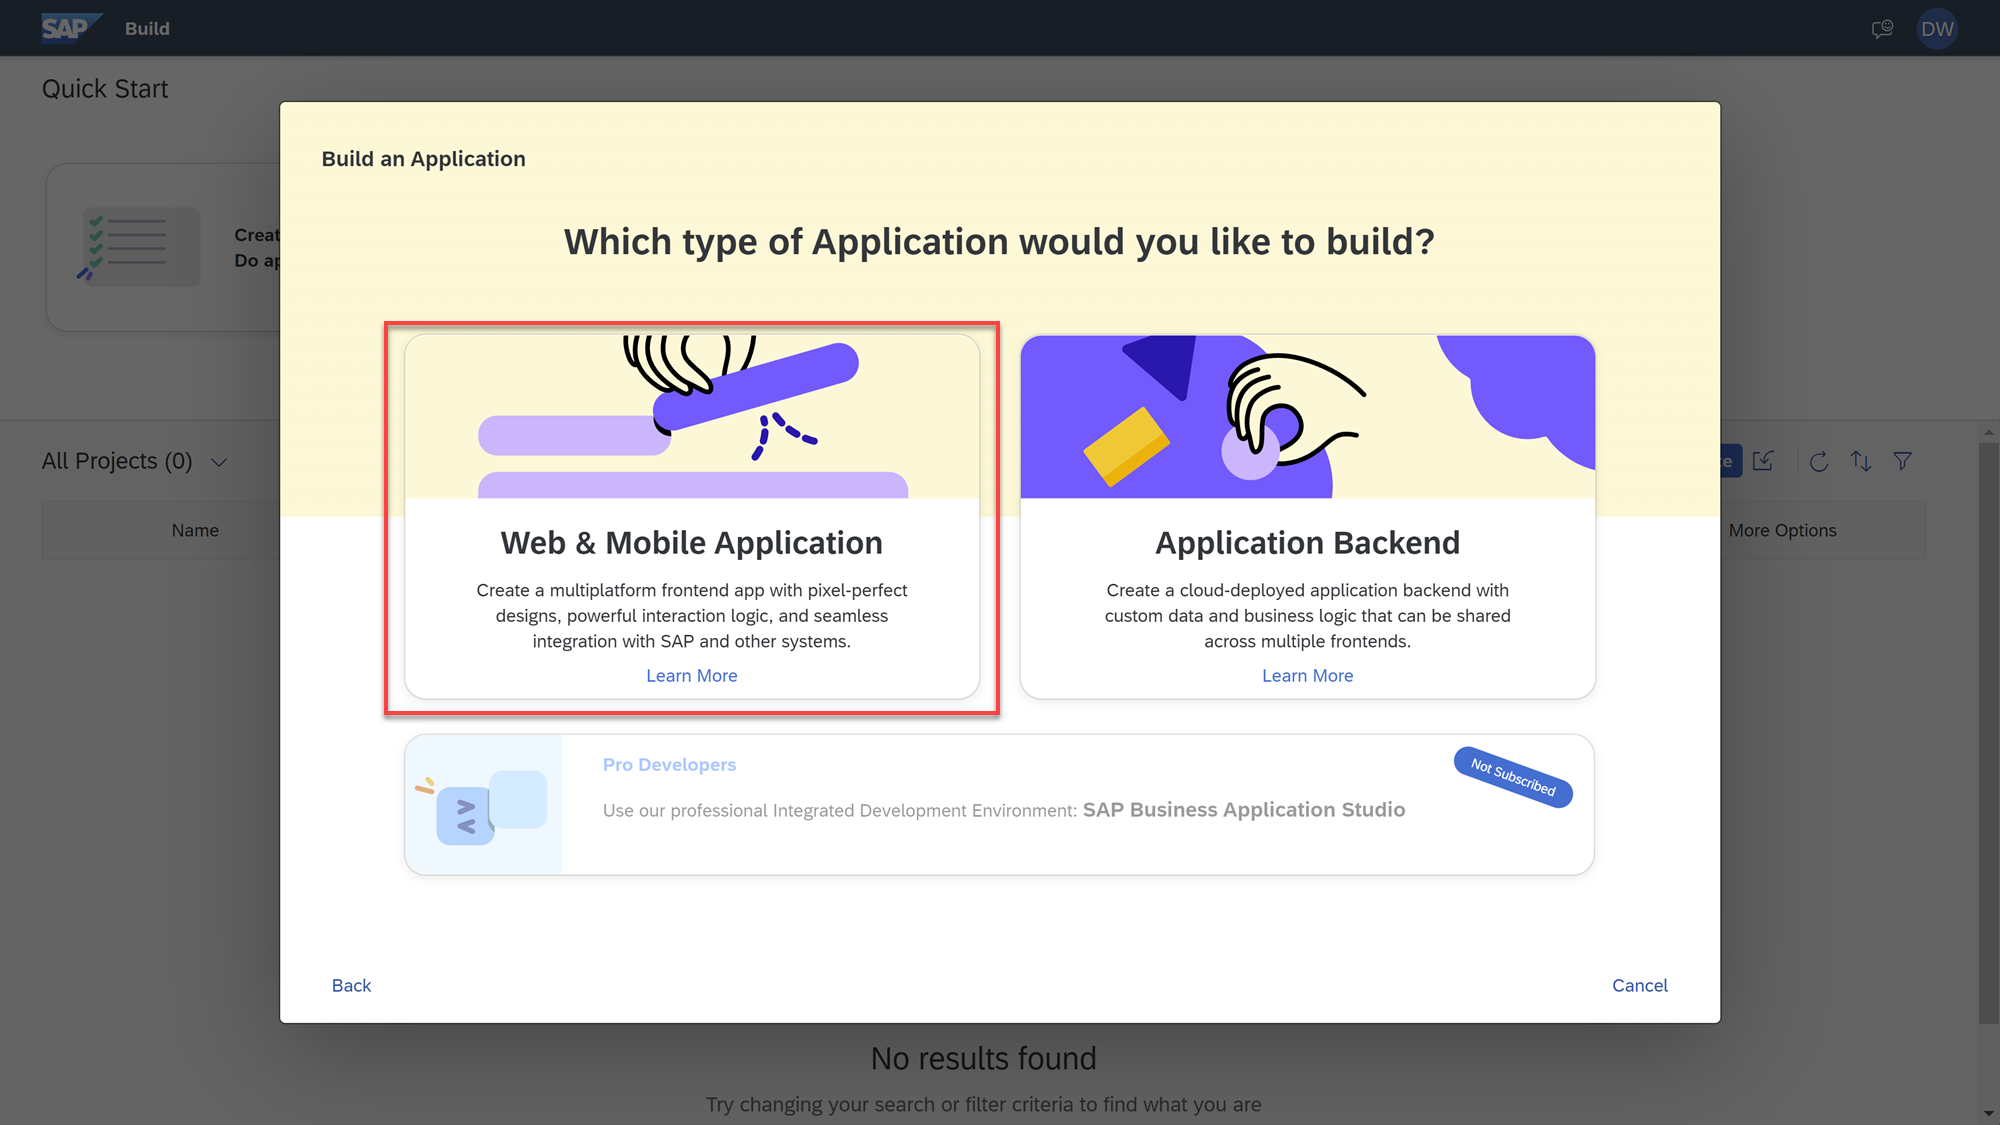 SAP Build
DW
Quick Start
Build an Application
Which type of Application would you like to build?
Creat
Do ap
Web & Mobile Application
Create a multiplatform frontend app with pixel-perfect
designs, powerful interaction logic, and seamless
integration with SAP and other systems.
Learn More
Application Backend
Create a cloud-deployed application backend with
custom data and business logic that can be shared
across multiple frontends.
Learn More
All Projects (0)
Name
More Options
Pro Developers
Not Subscribed
Use our professional Integrated Development Environment: SAP Business Application Studio
Back
Cancel
No results found
Try changing your search or filter criteria to find what you are